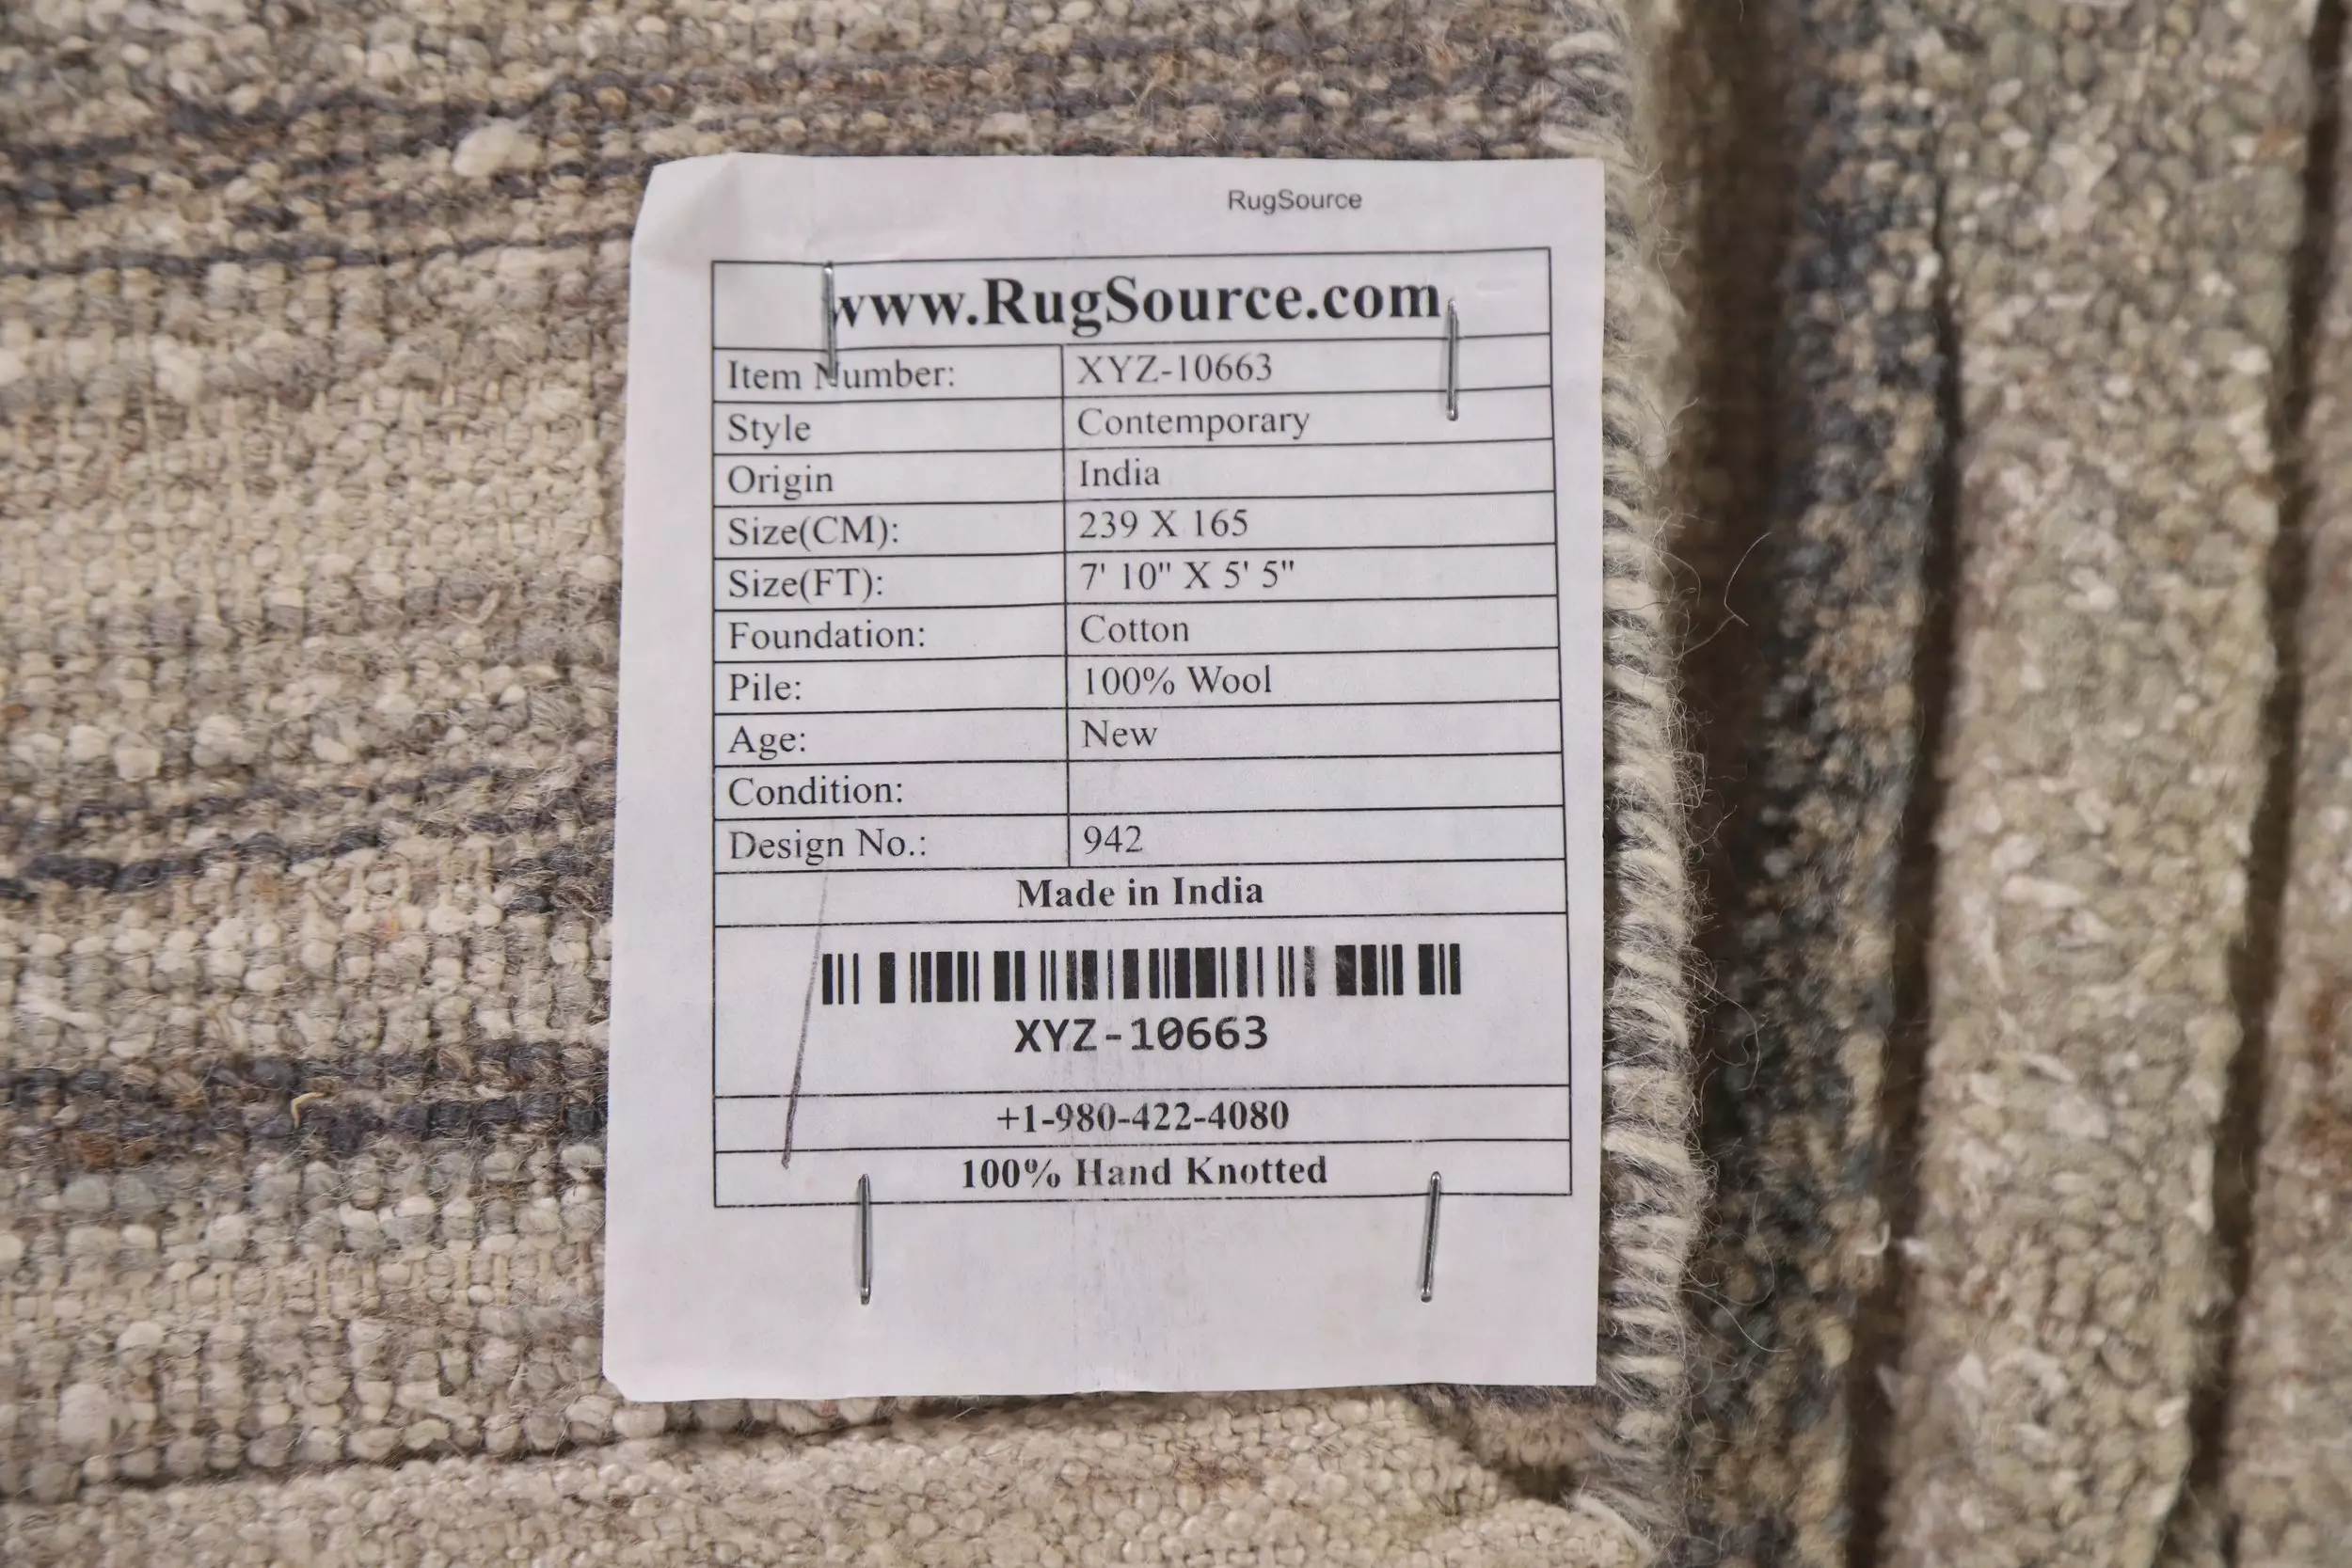 RugSource
www.RugSource.com
Item Number: XYZ-10663
Style Contemporary
Origin India
Size(CM): 239 X 165
Size(FT): 7' 10" X 5' 5"
Foundation: Cotton
Pile: 100% Wool
Age: New
Condition:
Design No.: 942
Made in India
XYZ-10663
+1-980-422-4080
100% Hand Knotted